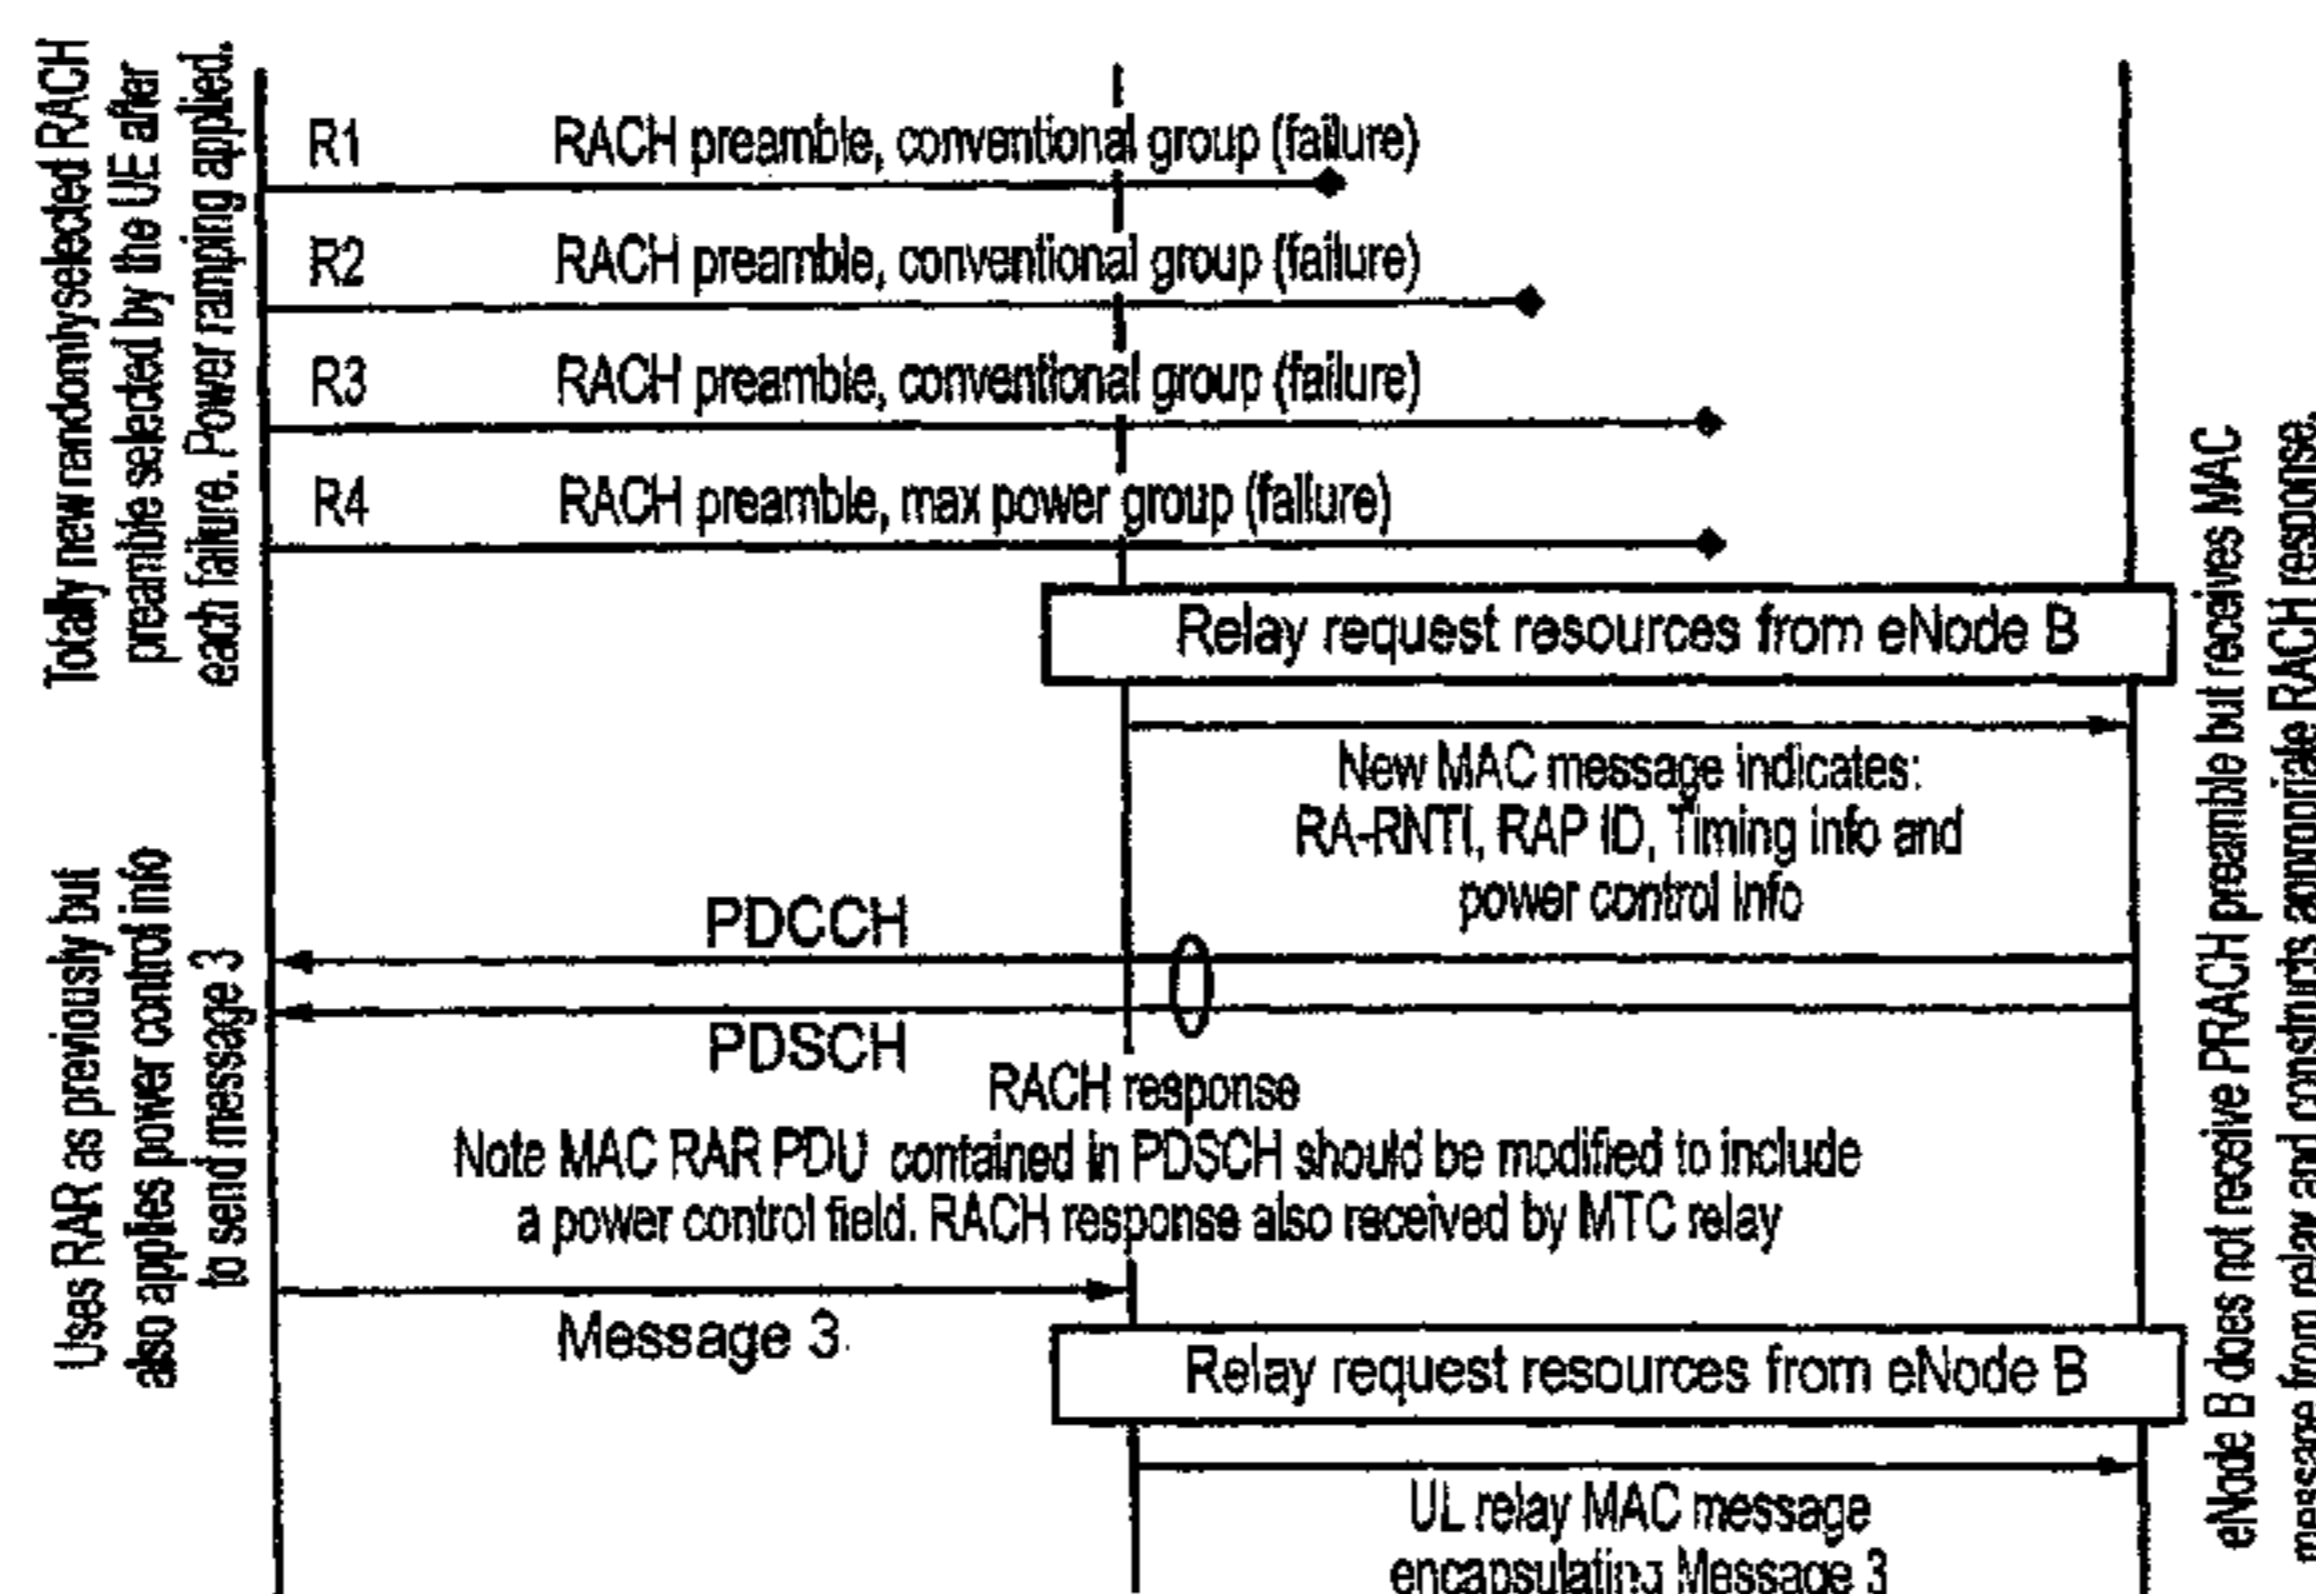 Totally new randomly selected RACH
preamble selected by the UE after
each failure. Power ramping applied.
R1 RACH preamble, conventional group (failure)
R2 RACH preamble, conventional group (failure)
R3 RACH preamble, conventional group (failure)
R4 RACH preamble, max power group (failure)
Relay request resources from eNode B
New MAC message indicates:
RA-RNTI, RAP ID, Timing info and
power control info
PDCCH
PDSCH
RACH response
Note MAC RAR PDU contained in PDSCH should be modified to include
a power control field. RACH response also received by MTC relay
Uses RAR as previously but
also applies power control info
to send message 3
Message 3
Relay request resources from eNode B
UL relay MAC message
encapsulating Message 3
eNode B does not receive PRACH preamble but receives MAC
message from relay and constructs appropriate RACH response.